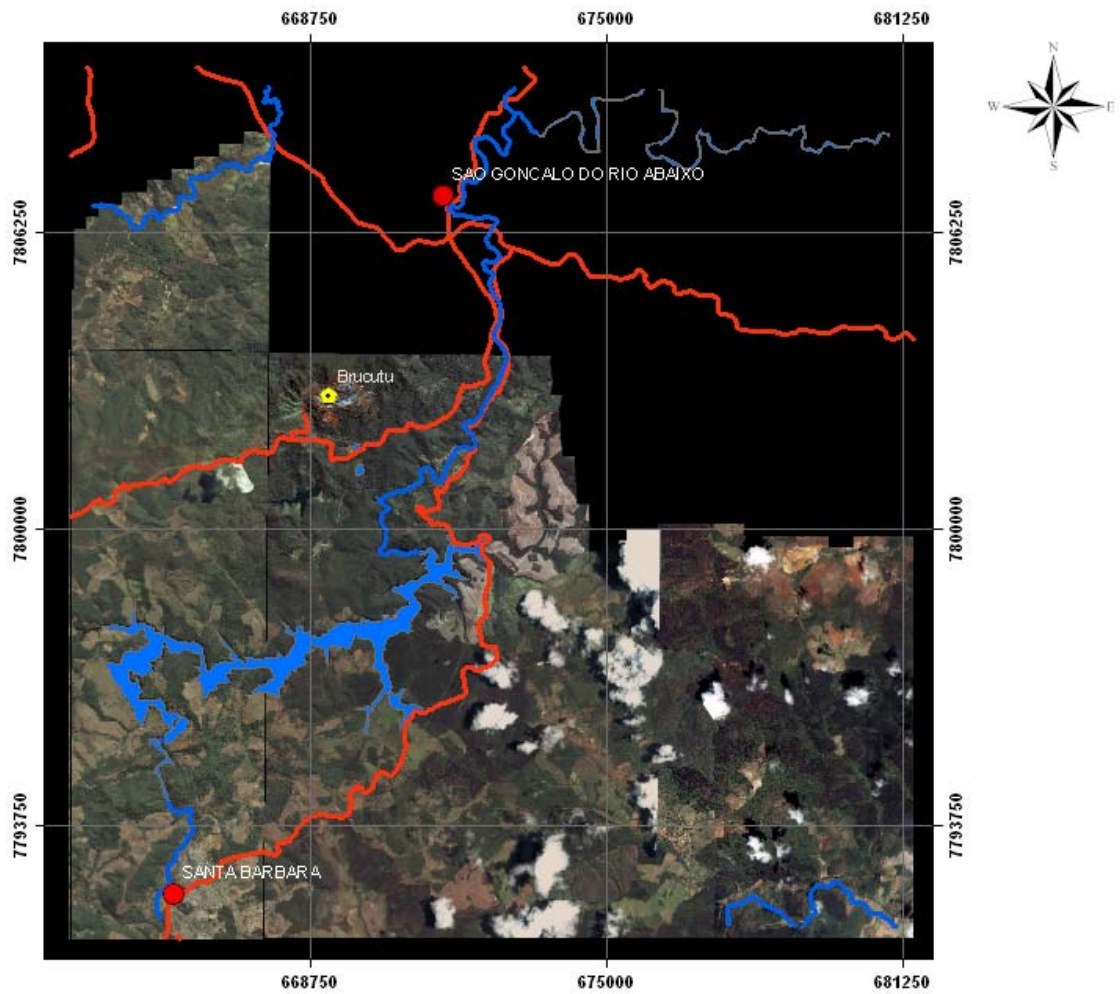 668750 675000 681250
N
W E
S
SAO GONCALO DO RIO ABAIXO
7806250 7806250
Brucutu
7800000 7800000
7793750 7793750
SANTA BARBARA
668750 675000 681250